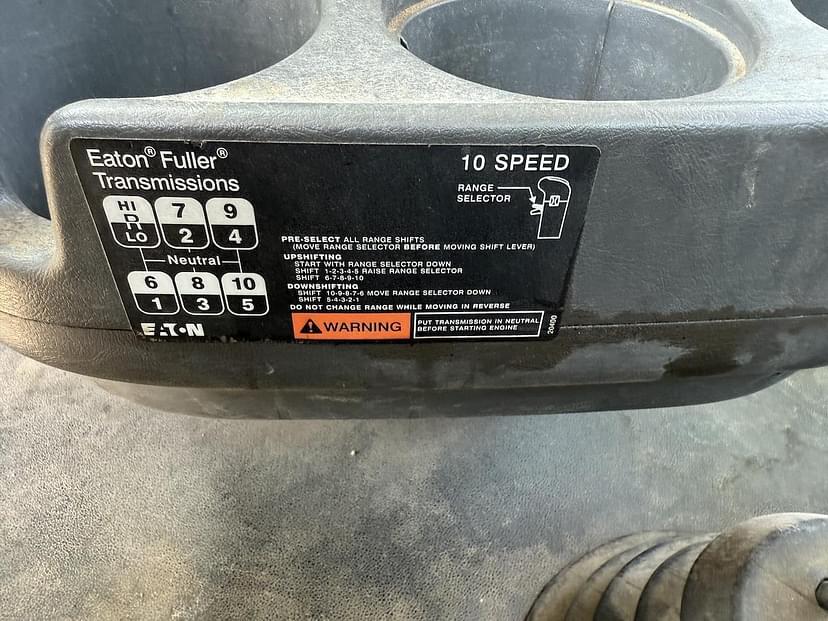 Eaton® Fuller®
Transmissions
10 SPEED
RANGE
SELECTOR
HI
R
LO
7
2
9
4
Neutral
6
1
8
3
10
5
PRE-SELECT ALL RANGE SHIFTS
(MOVE RANGE SELECTOR BEFORE MOVING SHIFT LEVER)
UPSHIFTING
START WITH RANGE SELECTOR DOWN
SHIFT 1-2-3-4-5 RAISE RANGE SELECTOR
SHIFT 6-7-8-9-10
DOWNSHIFTING
SHIFT 10-9-8-7-6 MOVE RANGE SELECTOR DOWN
SHIFT 5-4-3-2-1
DO NOT CHANGE RANGE WHILE MOVING IN REVERSE
EATON
WARNING
PUT TRANSMISSION IN NEUTRAL
BEFORE STARTING ENGINE
20400